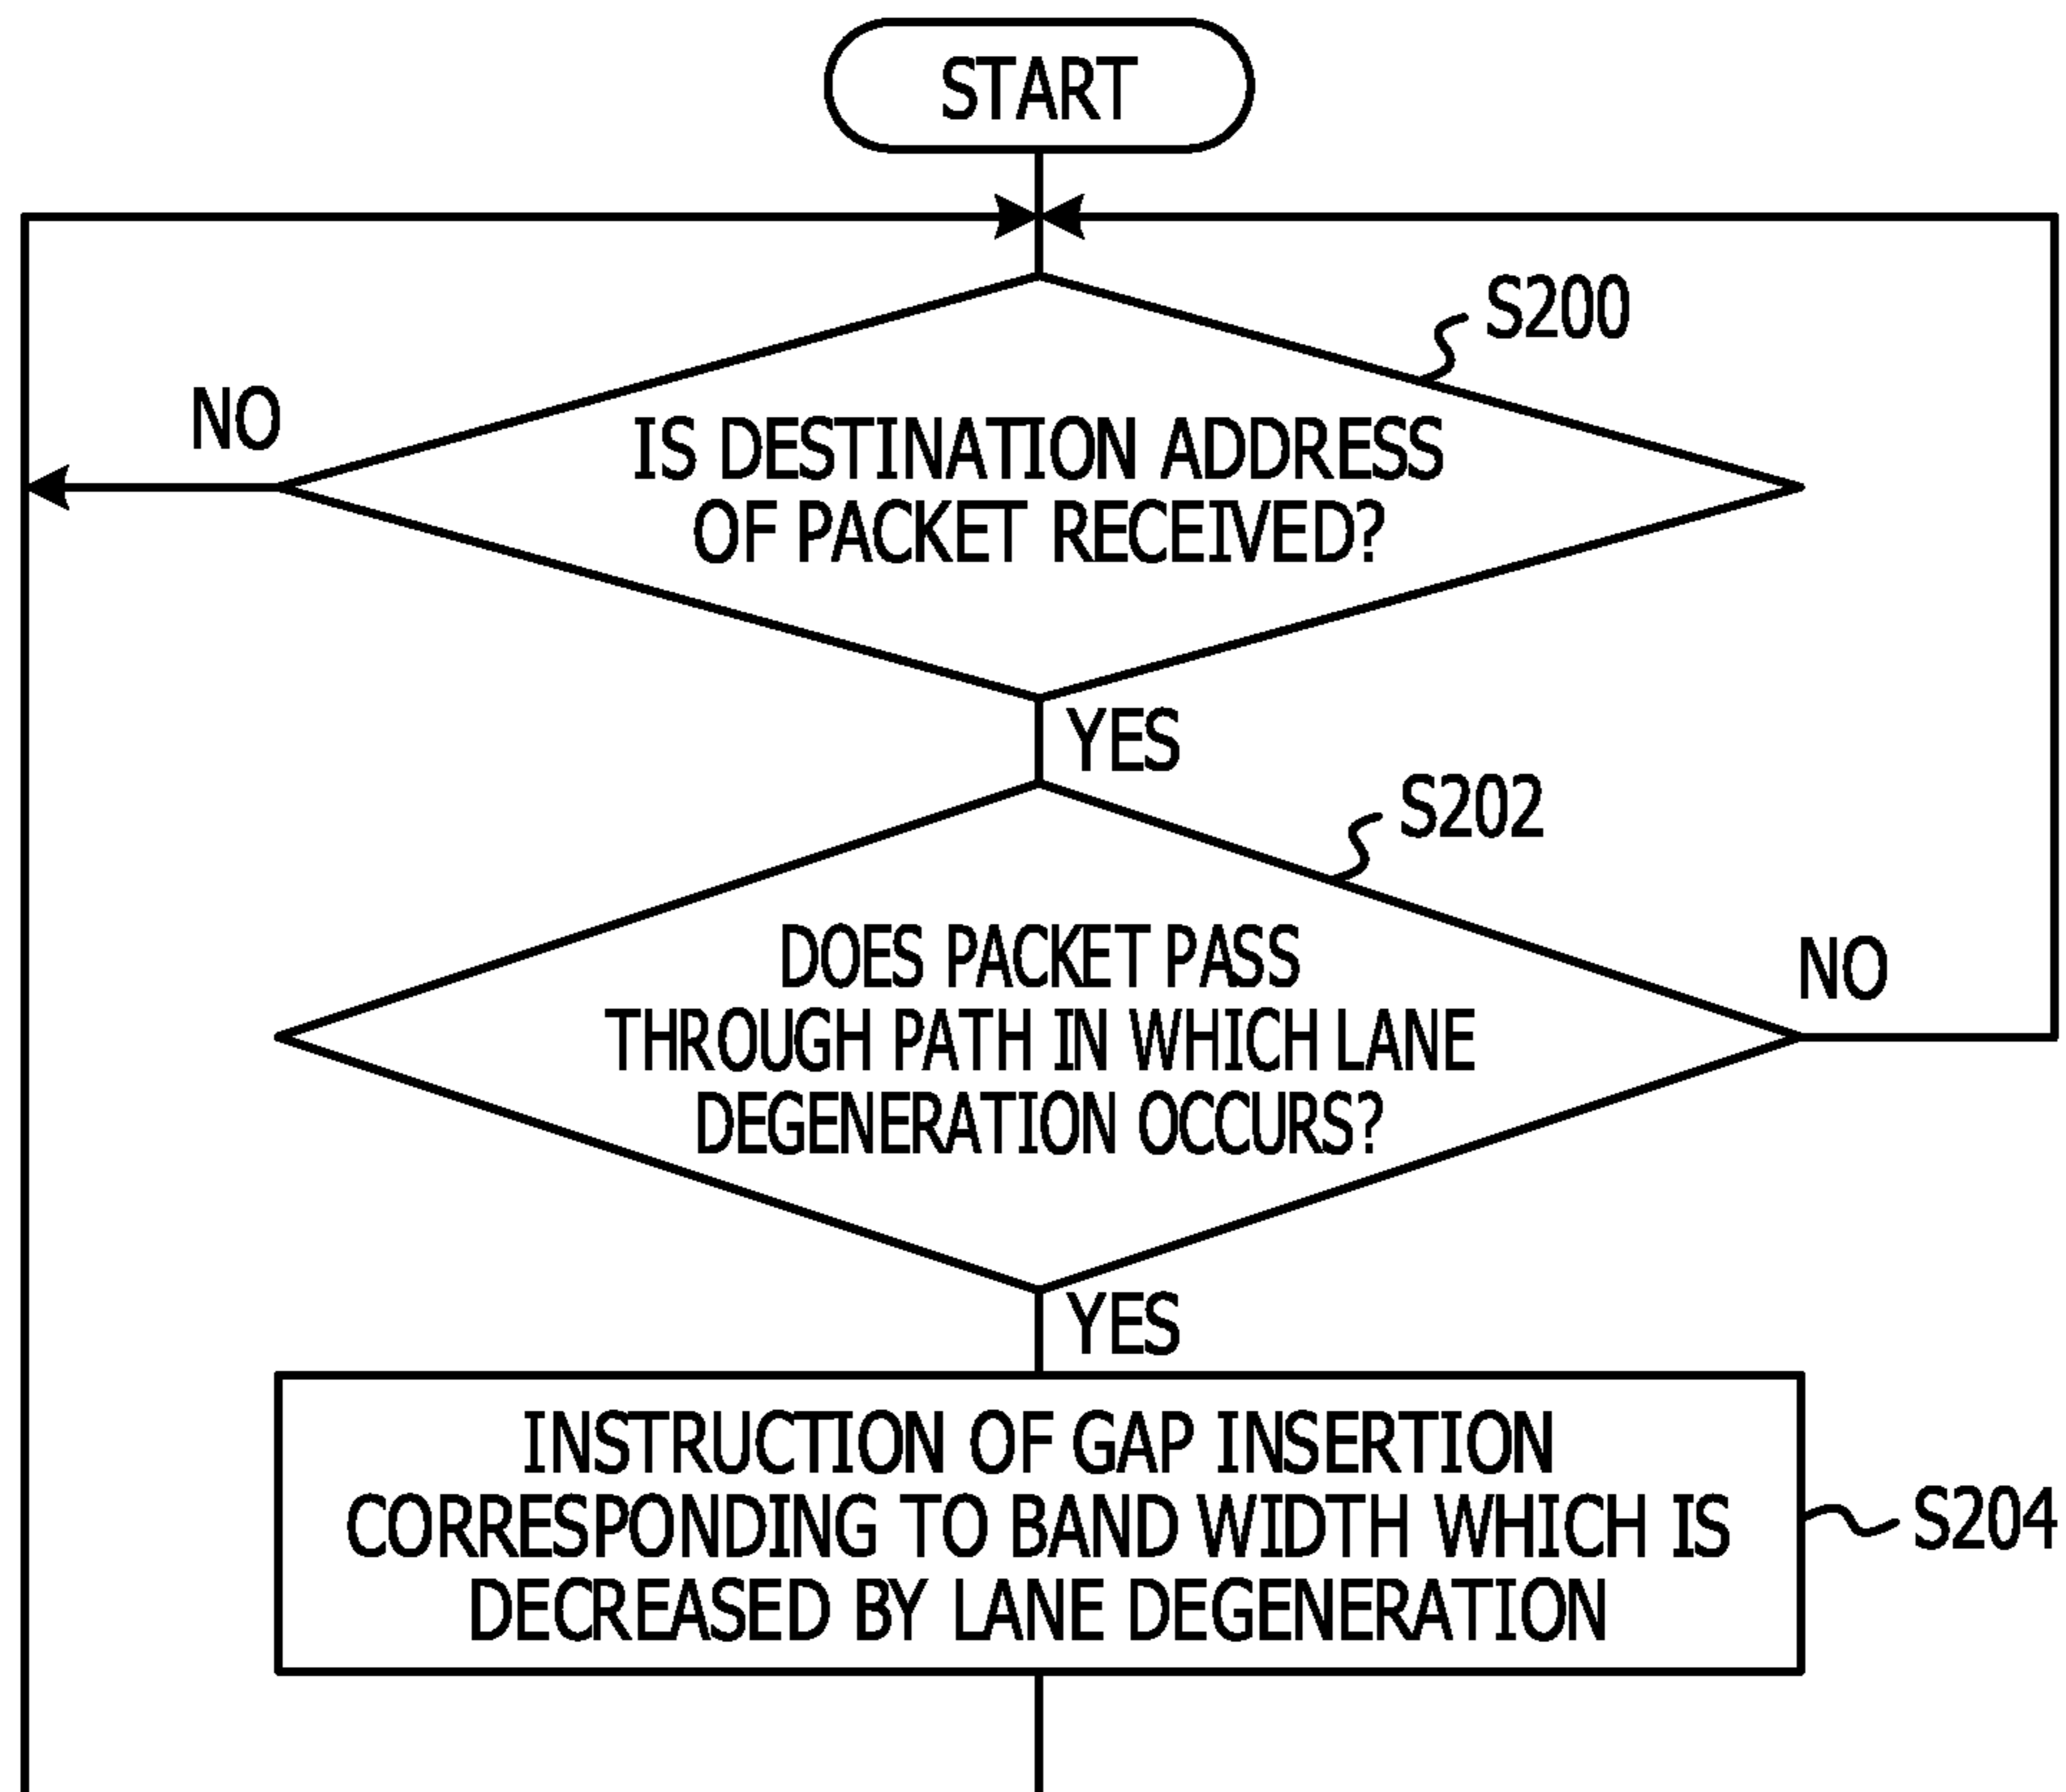 START
S200
NO
IS DESTINATION ADDRESS
OF PACKET RECEIVED?
YES
S202
DOES PACKET PASS
THROUGH PATH IN WHICH LANE
DEGENERATION OCCURS?
NO
YES
INSTRUCTION OF GAP INSERTION
CORRESPONDING TO BAND WIDTH WHICH IS
DECREASED BY LANE DEGENERATION
S204